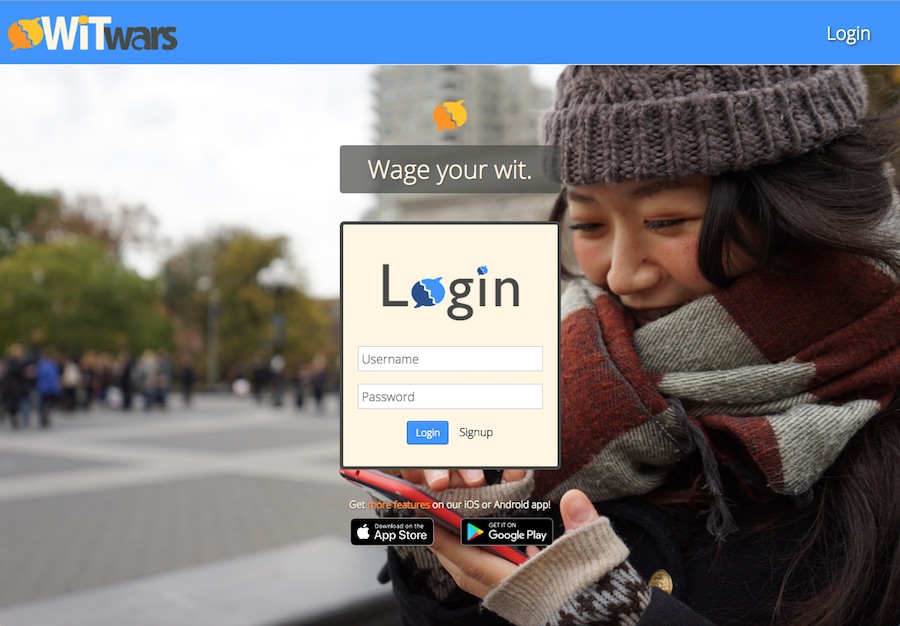 WiTwars
Login
Wage your wit.
Login
Username
Password
Login Signup
Get more features on our iOS or Android app!
Download on the
App Store
GET IT ON
Google Play